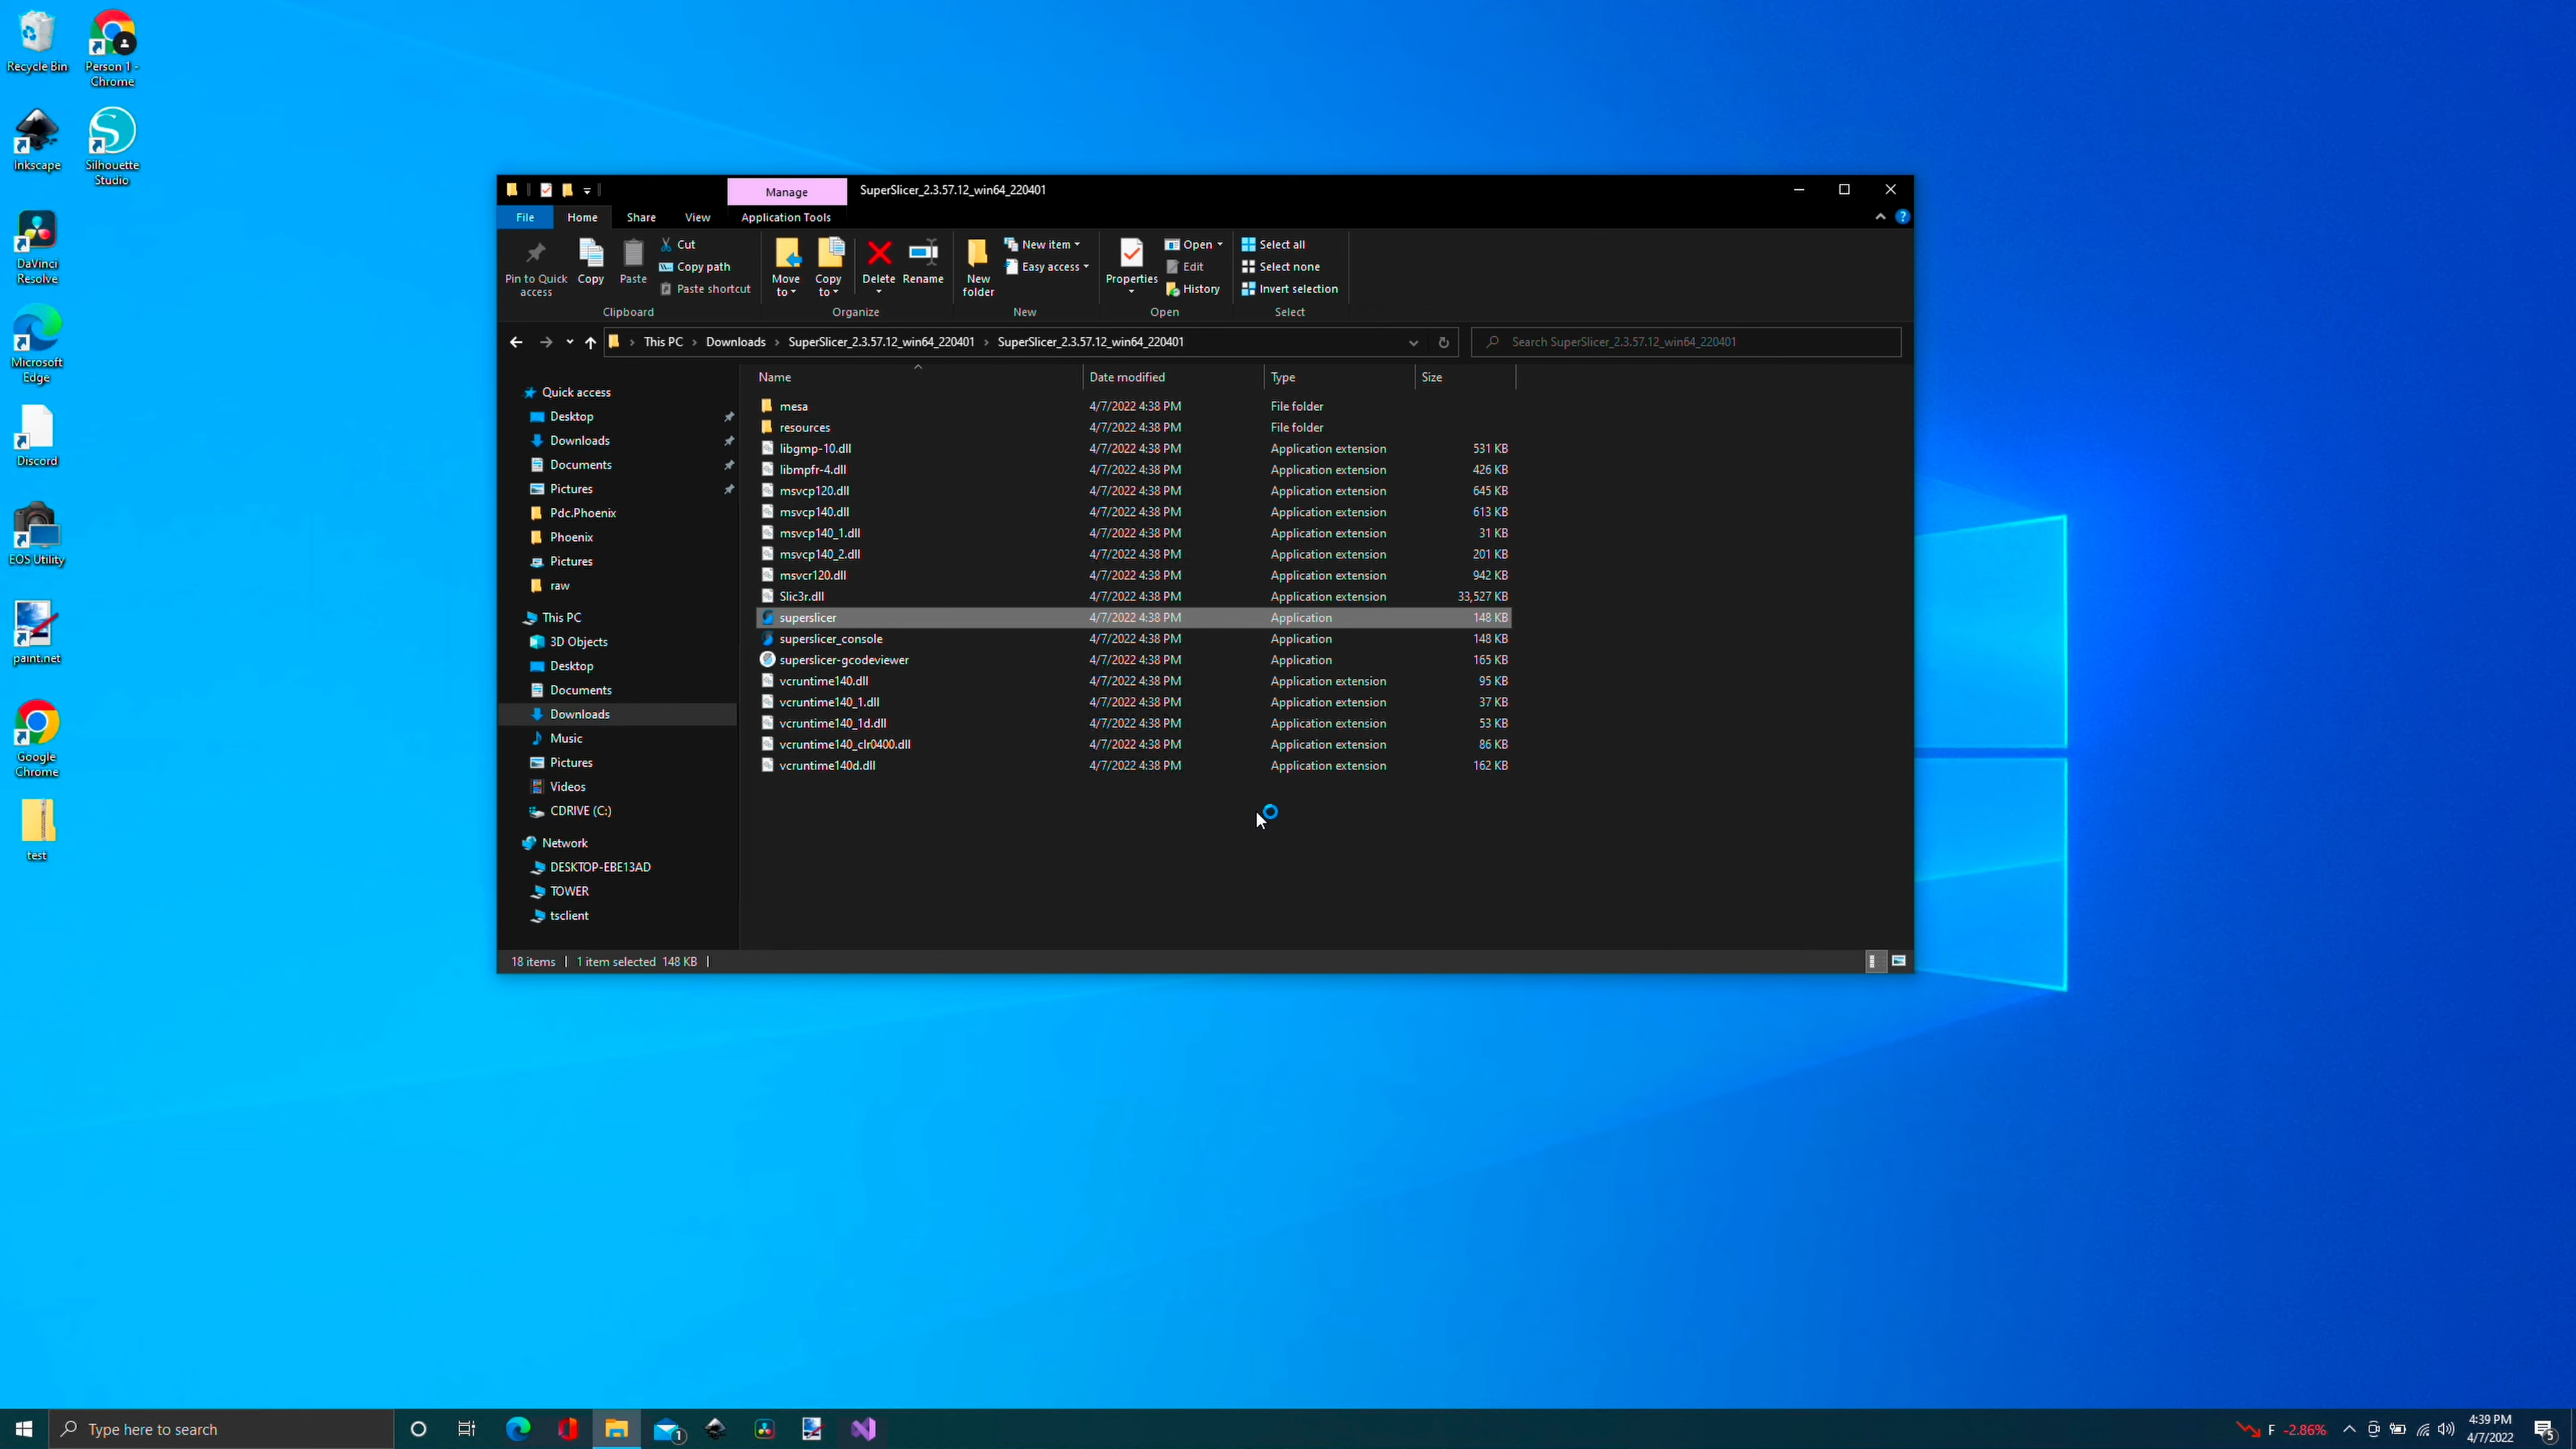 Recycle Bin
Person 1 -
Chrome
Inkscape
Silhouette
Studio
DaVinci
Resolve
Microsoft
Edge
Discord
EOS Utility
paint.net
Google
Chrome
test
Manage
SuperSlicer_2.3.57.12_win64_220401
File
Home
Share
View
Application Tools
Pin to Quick
access
Copy
Paste
Cut
Copy path
Paste shortcut
Clipboard
Move
to
Copy
to
Delete
Rename
Organize
New
folder
New item
Easy access
New
Properties
Open
Edit
History
Open
Select all
Select none
Invert selection
Select
This PC > Downloads > SuperSlicer_2.3.57.12_win64_220401 > SuperSlicer_2.3.57.12_win64_220401
Search SuperSlicer_2.3.57.12_win64_220401
Quick access
Desktop
Downloads
Documents
Pictures
Pdc.Phoenix
Phoenix
Pictures
raw
This PC
3D Objects
Desktop
Documents
Downloads
Music
Pictures
Videos
CDRIVE (C:)
Network
DESKTOP-EBE13AD
TOWER
tsclient
Name Date modified Type Size
mesa 4/7/2022 4:38 PM File folder
resources 4/7/2022 4:38 PM File folder
libgmp-10.dll 4/7/2022 4:38 PM Application extension 531 KB
libmpfr-4.dll 4/7/2022 4:38 PM Application extension 426 KB
msvcp120.dll 4/7/2022 4:38 PM Application extension 645 KB
msvcp140.dll 4/7/2022 4:38 PM Application extension 613 KB
msvcp140_1.dll 4/7/2022 4:38 PM Application extension 31 KB
msvcp140_2.dll 4/7/2022 4:38 PM Application extension 201 KB
msvcr120.dll 4/7/2022 4:38 PM Application extension 942 KB
Slic3r.dll 4/7/2022 4:38 PM Application extension 33,527 KB
superslicer 4/7/2022 4:38 PM Application 148 KB
superslicer_console 4/7/2022 4:38 PM Application 148 KB
superslicer-gcodeviewer 4/7/2022 4:38 PM Application 165 KB
vcruntime140.dll 4/7/2022 4:38 PM Application extension 95 KB
vcruntime140_1.dll 4/7/2022 4:38 PM Application extension 37 KB
vcruntime140_1d.dll 4/7/2022 4:38 PM Application extension 53 KB
vcruntime140_clr0400.dll 4/7/2022 4:38 PM Application extension 86 KB
vcruntime140d.dll 4/7/2022 4:38 PM Application extension 162 KB
18 items | 1 item selected 148 KB |
Type here to search
1
F -2.86%
4:39 PM
4/7/2022
5